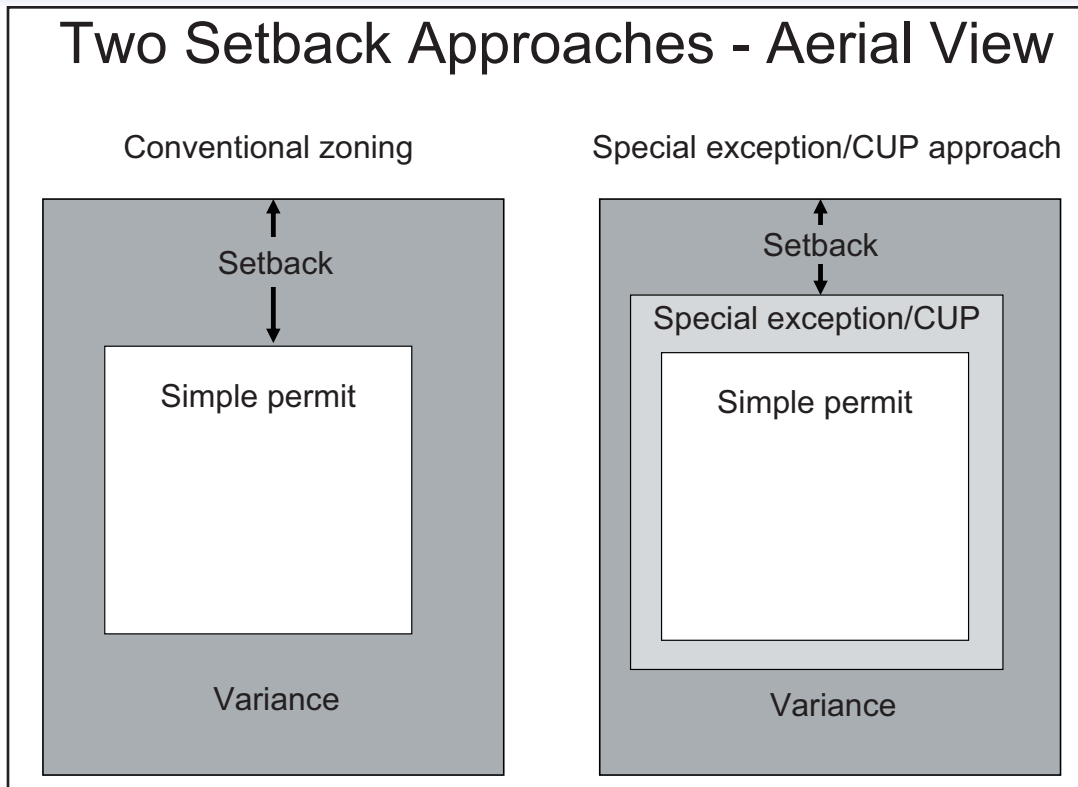 Two Setback Approaches - Aerial View
Conventional zoning
Setback
Simple permit
Variance
Special exception/CUP approach
Setback
Special exception/CUP
Simple permit
Variance